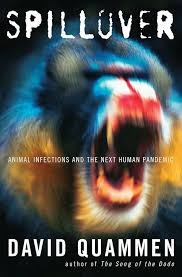 SPILLOVER
ANIMAL INFECTIONS AND THE NEXT HUMAN PANDEMIC
DAVID QUAMMEN
author of The Song of the Dodo